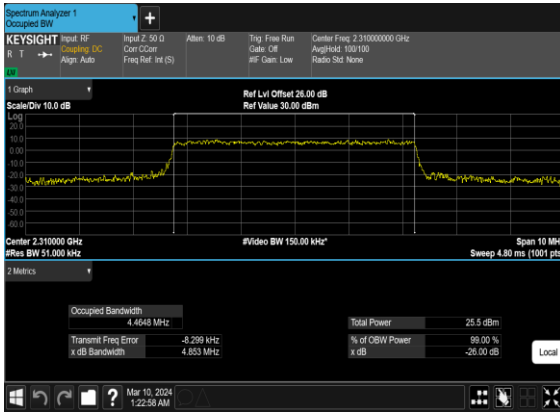 Spectrum Analyzer 1
Occupied BW
+
KEYSIGHT
R T
LXI
Input: RF
Coupling: DC
Align: Auto
Input Z: 50 Ω
Corr CCorr
Freq Ref: Int (S)
Atten: 10 dB
Trig: Free Run
Gate: Off
#IF Gain: Low
Center Freq: 2.310000000 GHz
Avg|Hold: 100/100
Radio Std: None
1 Graph
Scale/Div 10.0 dB
Ref Lvl Offset 26.00 dB
Ref Value 30.00 dBm
Log
20.0
10.0
0.00
-10.0
-20.0
-30.0
-40.0
-50.0
-60.0
Center 2.310000 GHz
#Res BW 51.000 kHz
#Video BW 150.00 kHz*
Span 10 MH
Sweep 4.80 ms (1001 pts
2 Metrics
Occupied Bandwidth
4.4648 MHz
Transmit Freq Error -8.299 kHz
x dB Bandwidth 4.853 MHz
Total Power 25.5 dBm
% of OBW Power 99.00 %
x dB -26.00 dB
Local
?
Mar 10, 2024
1:22:58 AM